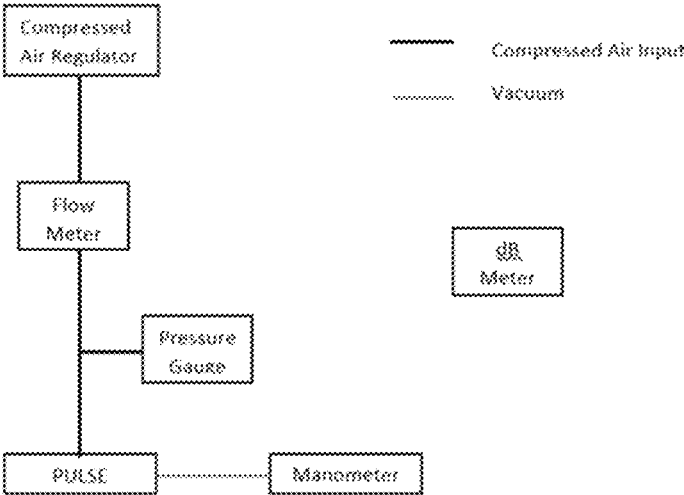 Compressed
Air Regulator
Compressed Air Input
Vacuum
Flow
Meter
dB
Meter
Pressure
Gauge
PULSE
Manometer